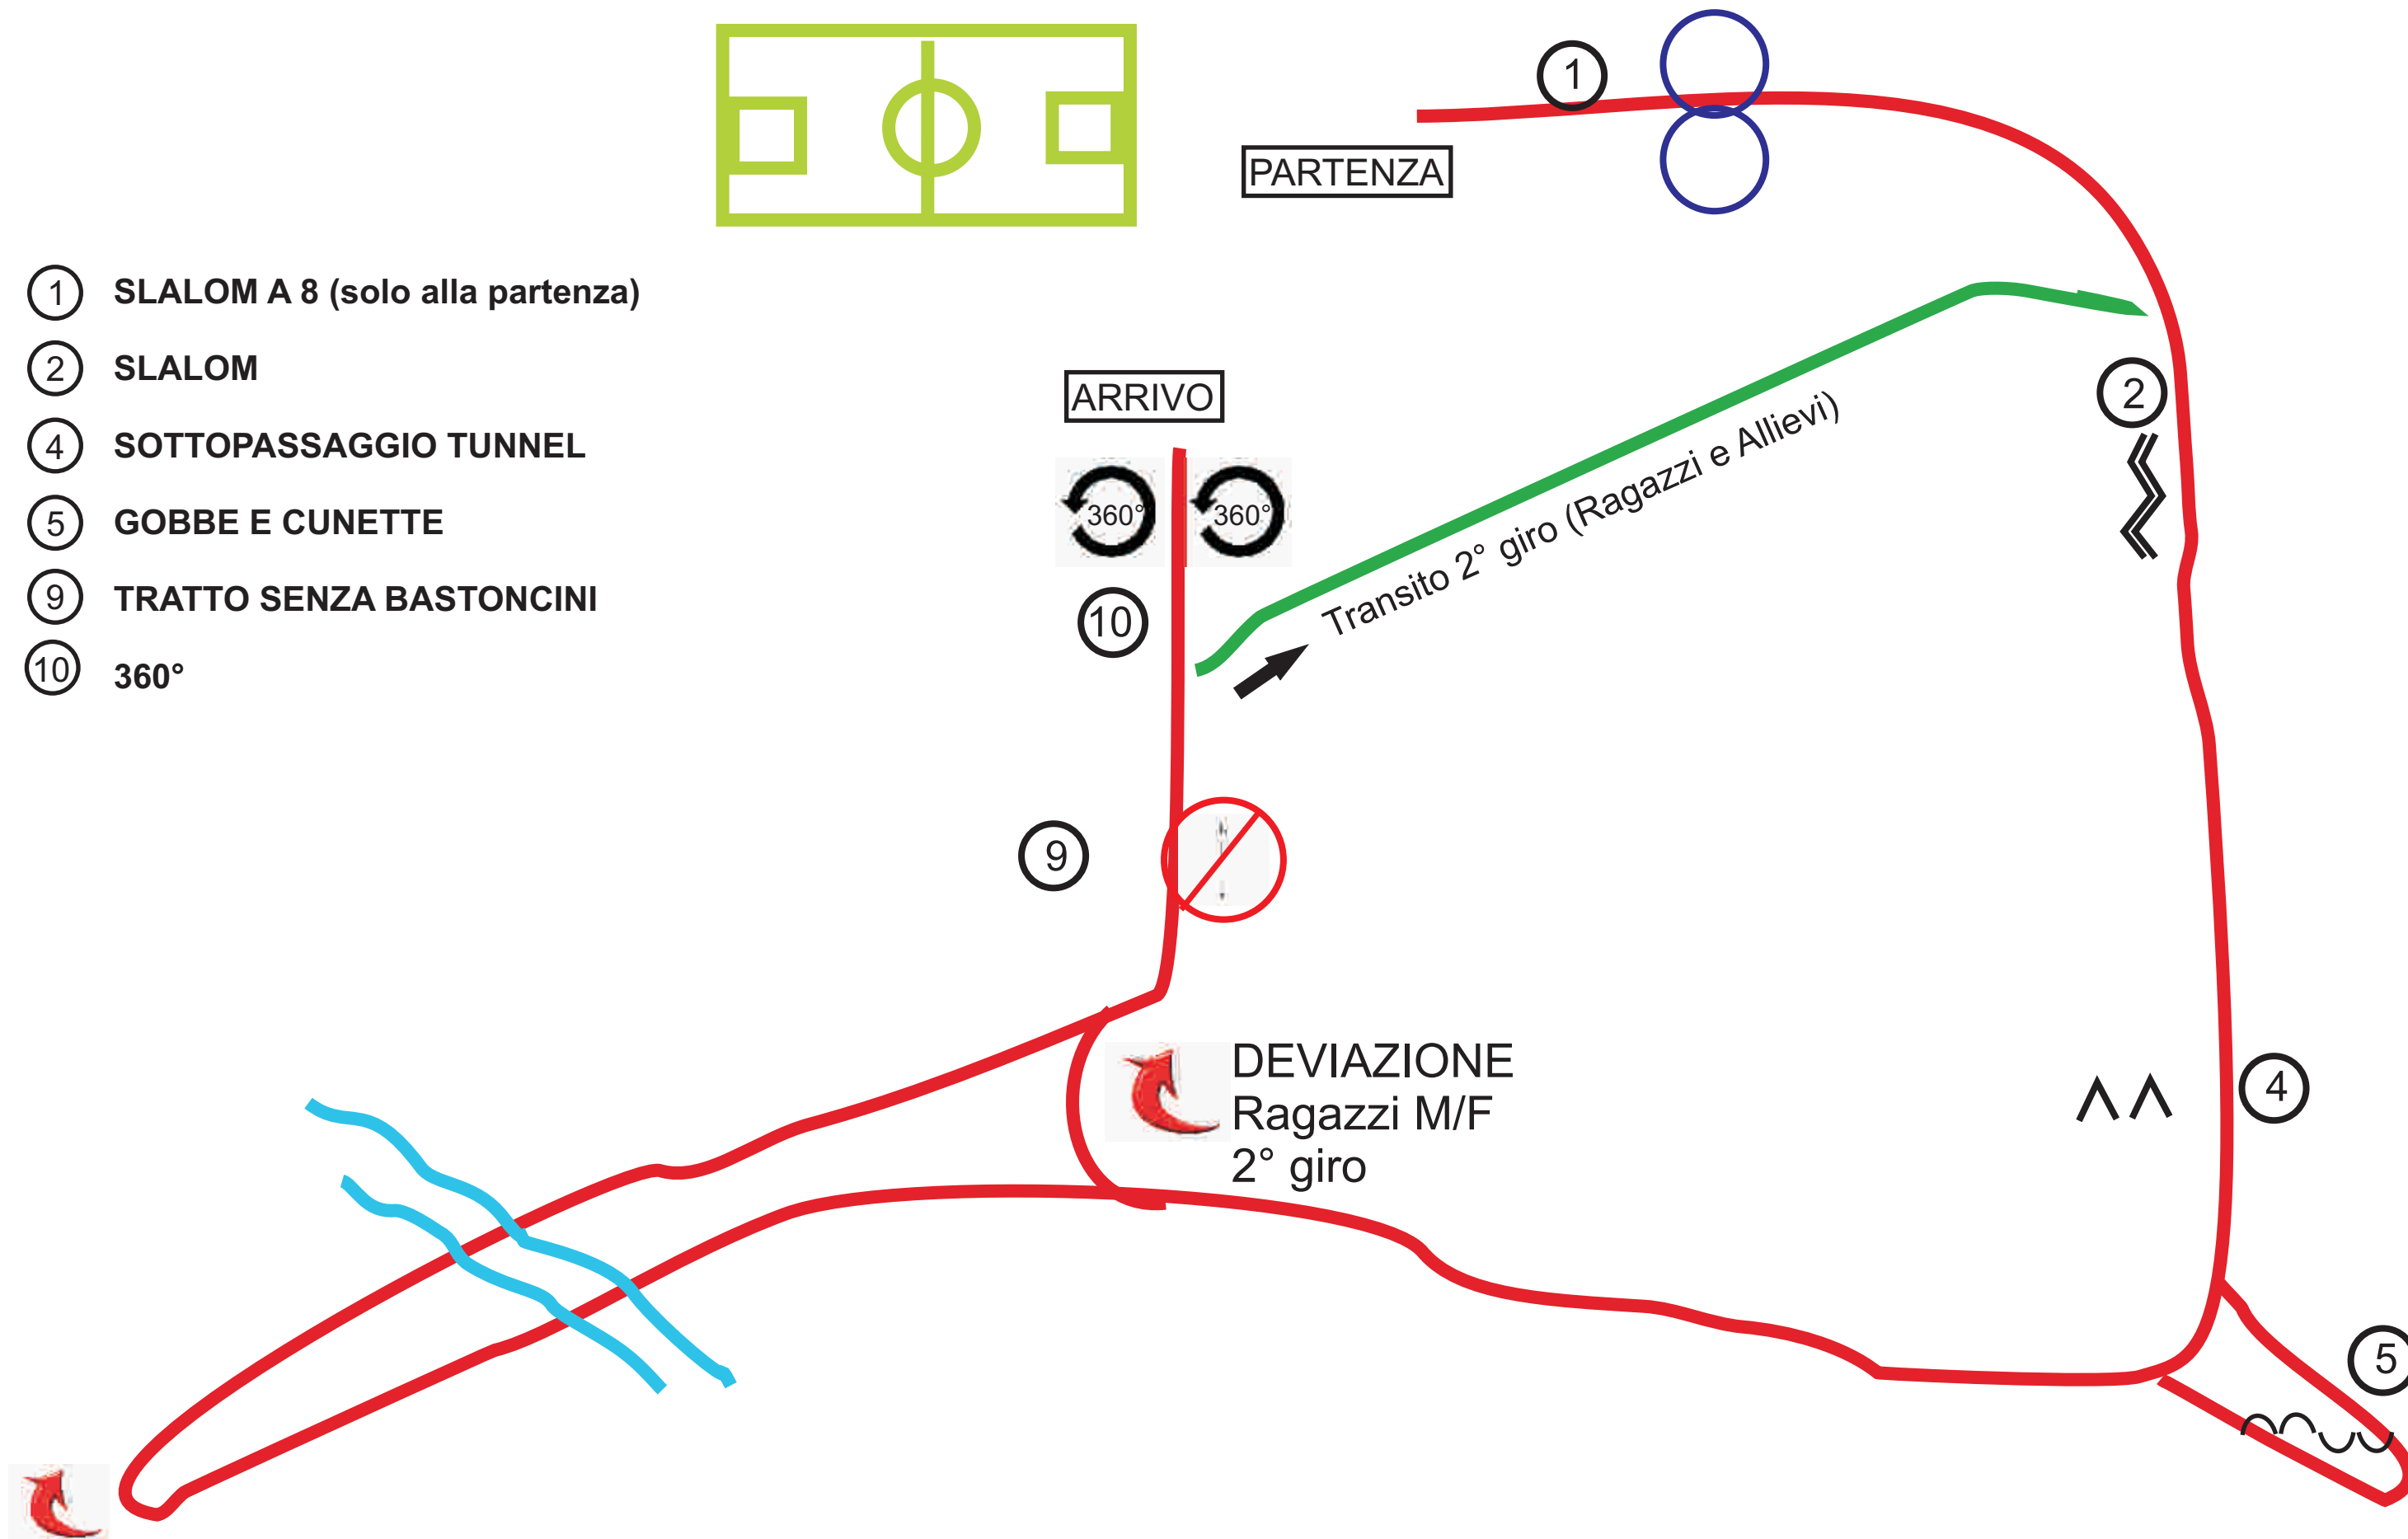 1
PARTENZA
1 SLALOM A 8 (solo alla partenza)
2 SLALOM
ARRIVO
2
4 SOTTOPASSAGGIO TUNNEL
Transito 2° giro (Ragazzi e Allievi)
5 GOBBE E CUNETTE
360° 360°
9 TRATTO SENZA BASTONCINI
10
10 360°
9
DEVIAZIONE
Ragazzi M/F
2° giro
4
5